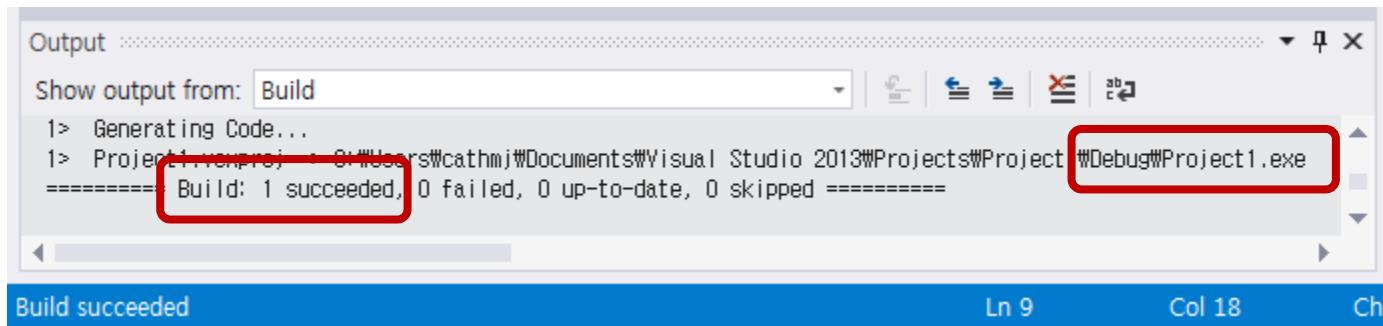 Output
Show output from: Build
1> Generating Code...
1> Project1.vcxproj -> C:₩Users₩cathmj₩Documents₩Visual Studio 2013₩Projects₩Project ₩Debug₩Project1.exe
========== Build: 1 succeeded, 0 failed, 0 up-to-date, 0 skipped ==========
Build succeeded Ln 9 Col 18 Ch